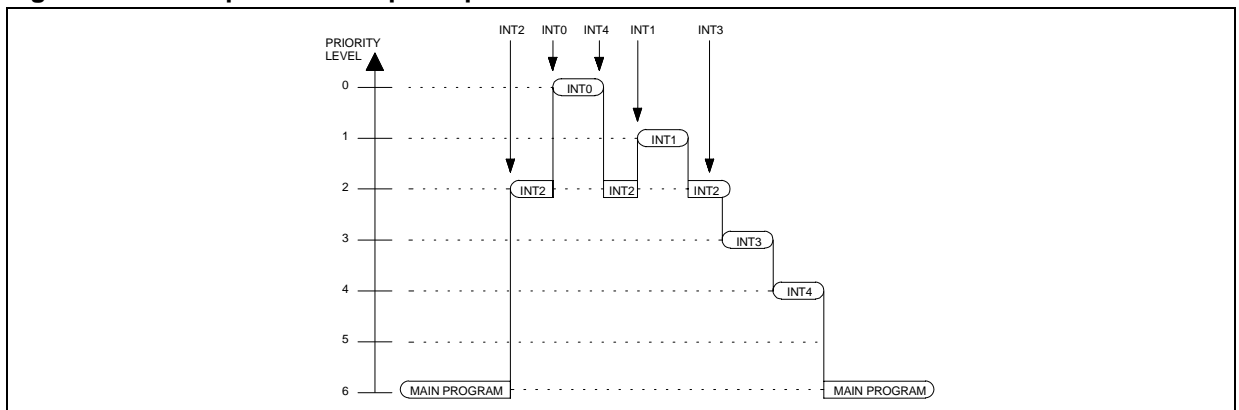 INT2 INT0 INT4 INT1 INT3
PRIORITY
LEVEL
0 INT0
1 INT1
2 INT2 INT2 INT2
3 INT3
4 INT4
5
6 MAIN PROGRAM MAIN PROGRAM